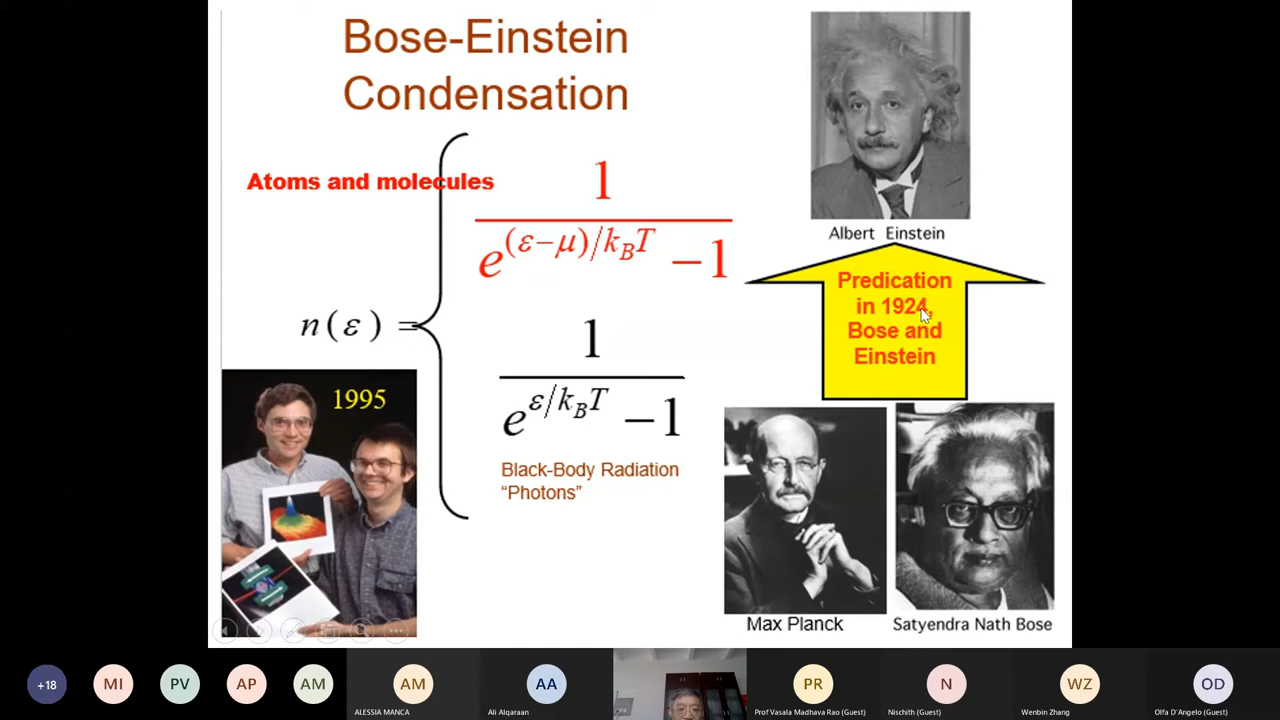 Bose-Einstein
Condensation
Albert Einstein
Atoms and molecules
1
e^{(ε−μ)/k_BT} −1
n(ε) =
1
e^{ε/k_BT} −1
Black-Body Radiation
“Photons”
Predication
in 1924,
Bose and
Einstein
1995
Max Planck
Satyendra Nath Bose
+18
MI
PV
AP
AM
AM
AA
PR
N
WZ
OD
ALESSIA MANCA
Ali Alqaraan
Prof Vasala Madhava Rao (Guest)
Nischith (Guest)
Wenbin Zhang
Olfa D'Angelo (Guest)